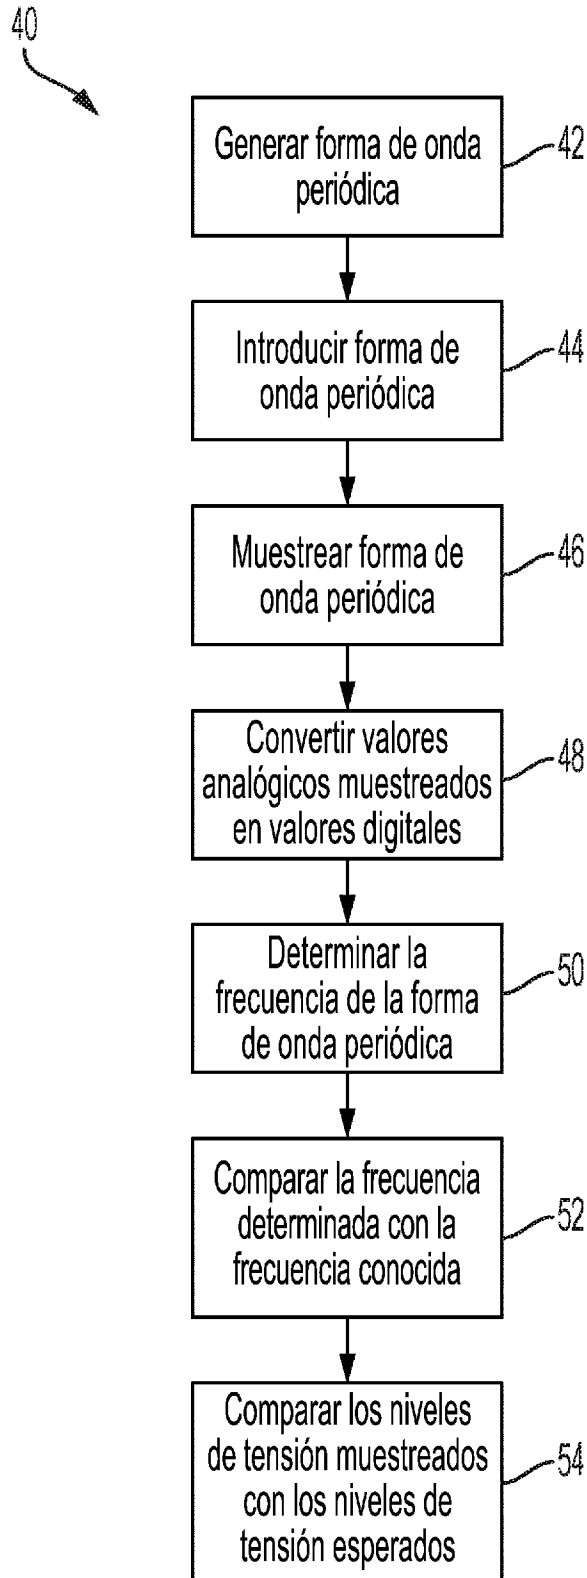 40
Generar forma de onda
periódica
42
Introducir forma de
onda periódica
44
Muestrear forma de
onda periódica
46
Convertir valores
analógicos muestreados
en valores digitales
48
Determinar la
frecuencia de la forma
de onda periódica
50
Comparar la frecuencia
determinada con la
frecuencia conocida
52
Comparar los niveles
de tensión muestreados
con los niveles de
tensión esperados
54